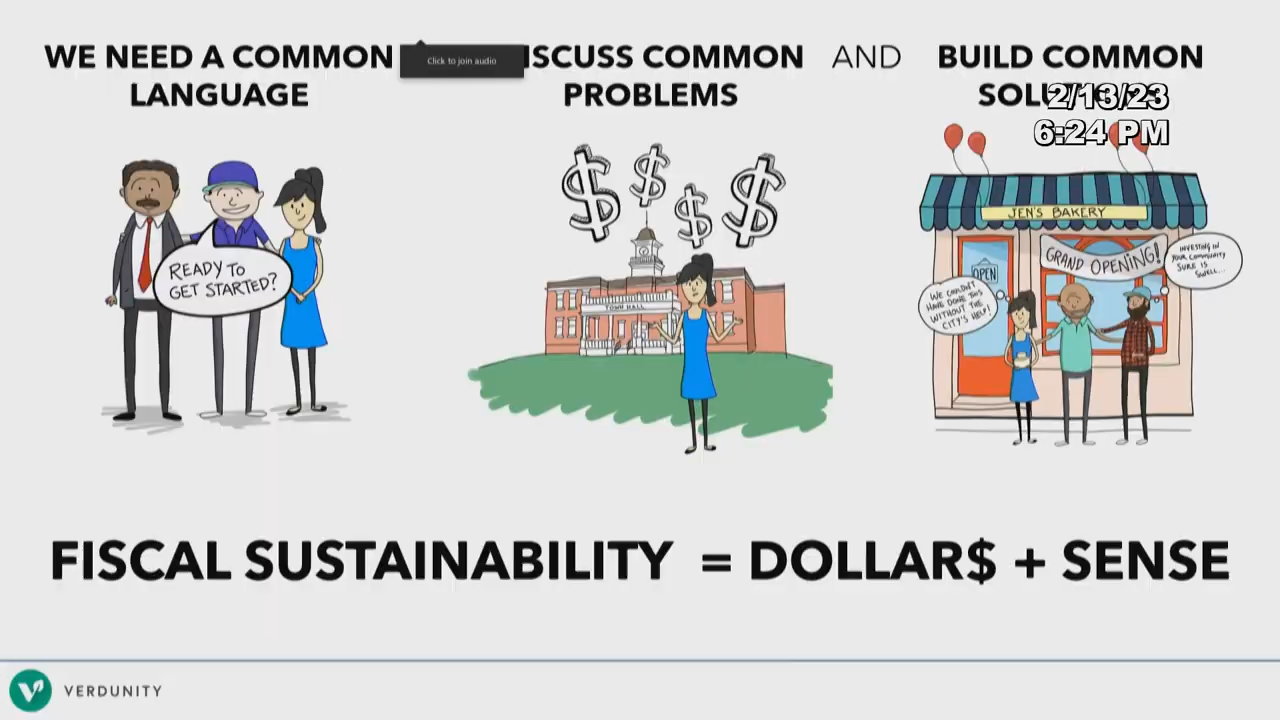 WE NEED A COMMON
LANGUAGE
Click to join audio
ISCUSS COMMON
PROBLEMS
AND
BUILD COMMON
SOLUT
2/13/23
6:24 PM
READY TO
GET STARTED?
TOWN HALL
JEN'S BAKERY
GRAND OPENING!
OPEN
INVESTING IN
YOUR COMMUNITY
SURE IS
SWELL...
WE COULDN'T
HAVE DONE THIS
WITHOUT THE
CITY'S HELP!
FISCAL SUSTAINABILITY = DOLLAR$ + SENSE
VERDUNITY